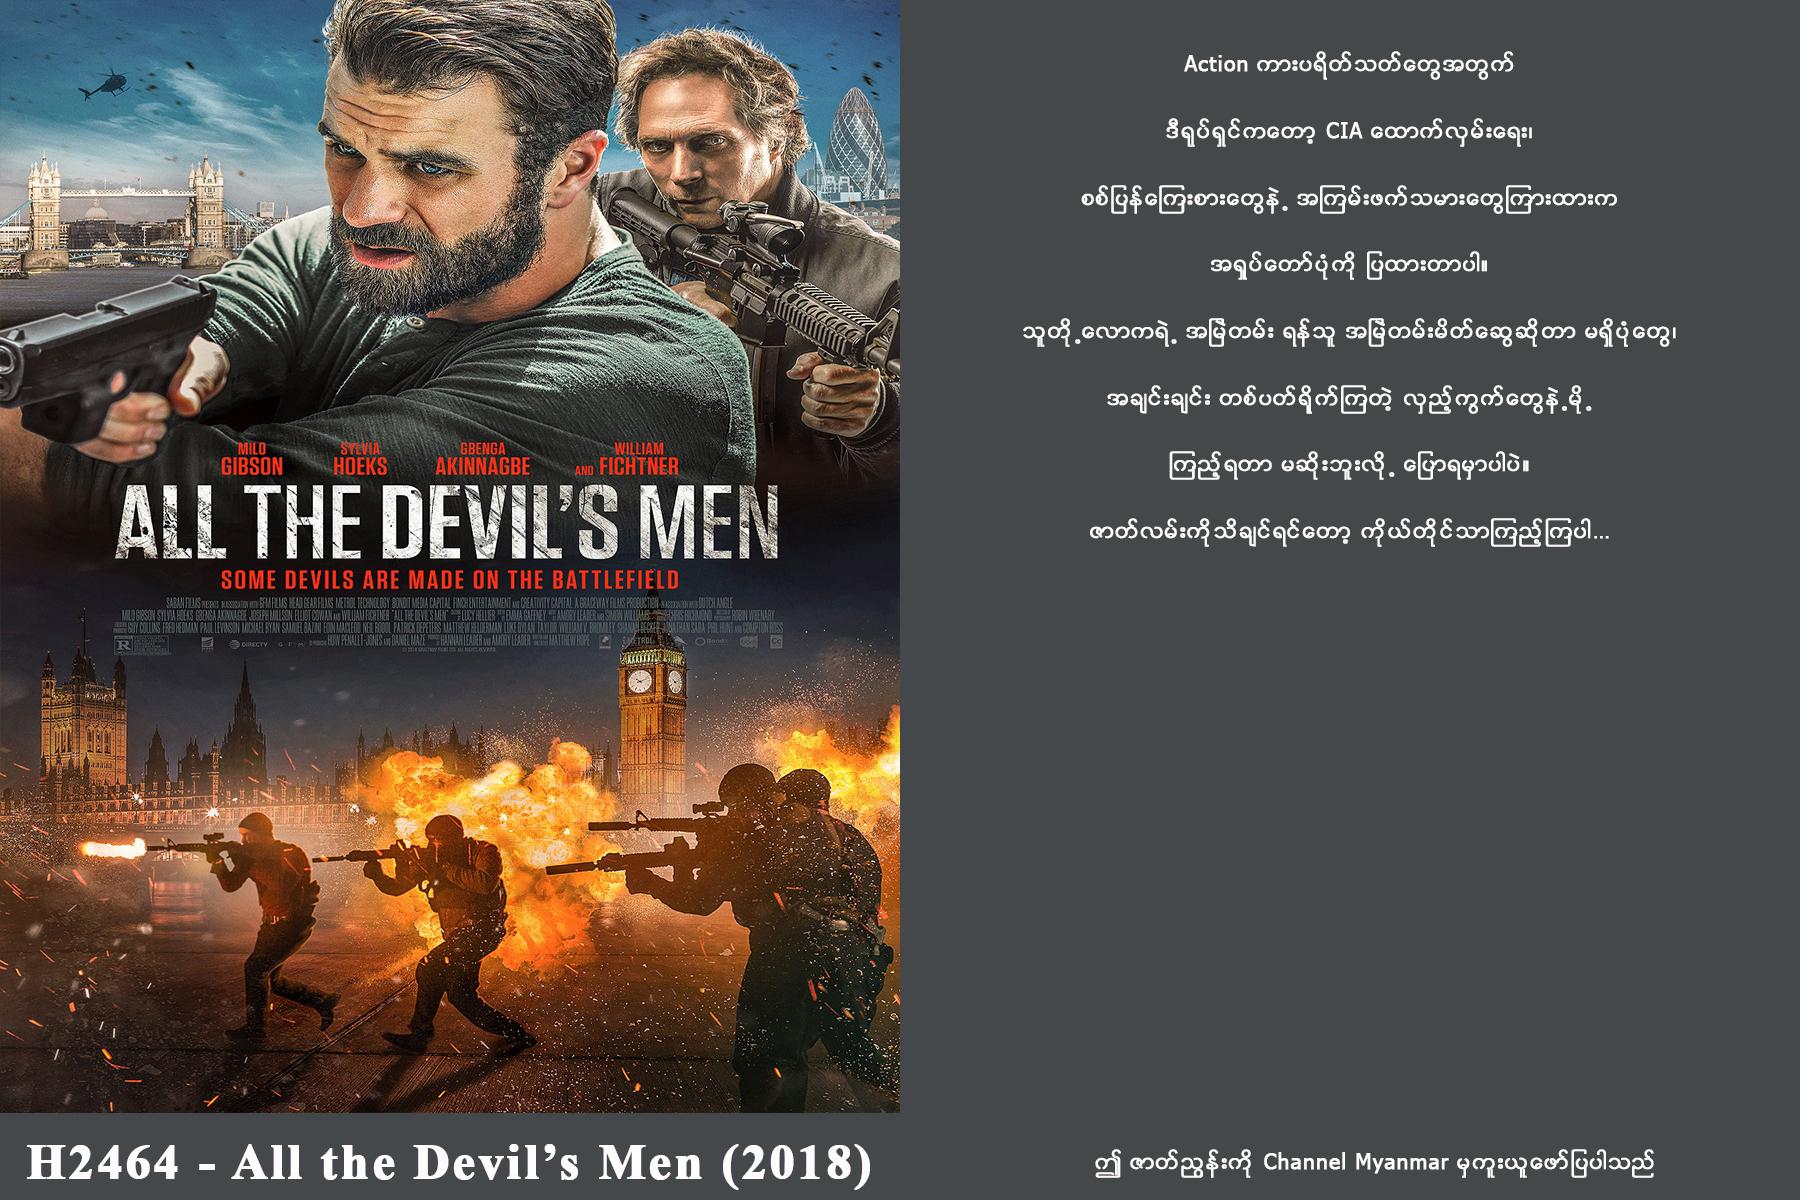 MILO GIBSON
SYLVIA HOEKS
GBENGA AKINNAGBE
AND WILLIAM FICHTNER
ALL THE DEVIL'S MEN
SOME DEVILS ARE MADE ON THE BATTLEFIELD
R
DIRECTV
H2464 - All the Devil's Men (2018)
Action ကားပရိတ်သတ်တွေအတွက်
ဒီရုပ်ရှင်ကတော့ CIA ထောက်လှမ်းရေး၊
စစ်ပြန်ကြေးစားတွေနဲ့ အကြမ်းဖက်သမားတွေကြားထားက
အရှုပ်တော်ပုံကို ပြထားတာပါ။
သူတို့လောကရဲ့ အမြဲတမ်း ရန်သူ အမြဲတမ်းမိတ်ဆွေဆိုတာ မရှိပုံတွေ၊
အချင်းချင်း တစ်ပတ်ရိုက်ကြတဲ့ လှည့်ကွက်တွေနဲ့မို့
ကြည့်ရတာ မဆိုးဘူးလို့ ပြောရမှာပါပဲ။
ဇာတ်လမ်းကိုသိချင်ရင်တော့ ကိုယ်တိုင်သာကြည့်ကြပါ...
ဤ ဇာတ်ညွှန်းကို Channel Myanmar မှကူးယူဖော်ပြပါသည်